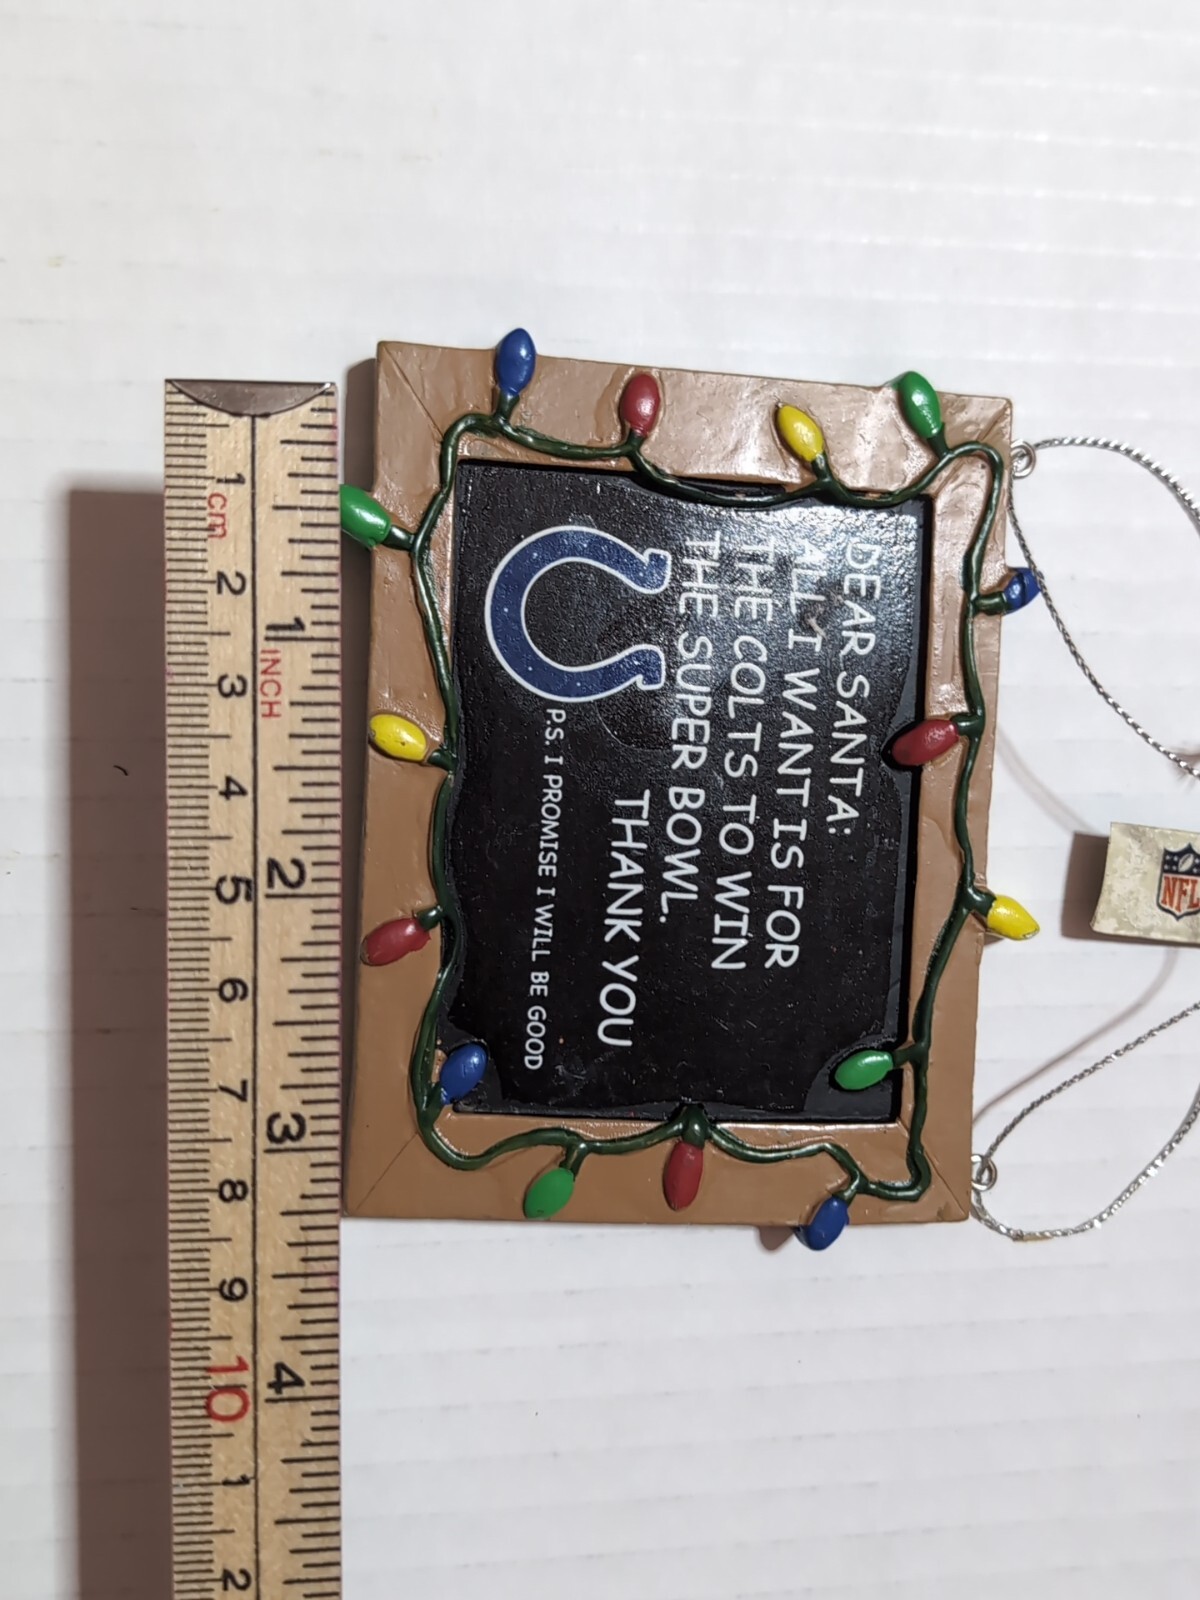 DEAR SANTA:
ALL I WANT IS FOR
THE COLTS TO WIN
THE SUPER BOWL.
THANK YOU
P.S. I PROMISE I WILL BE GOOD
NFL
1 cm 2 3 4 5 6 7 8 9 10 1 2
1 INCH 2 3 4